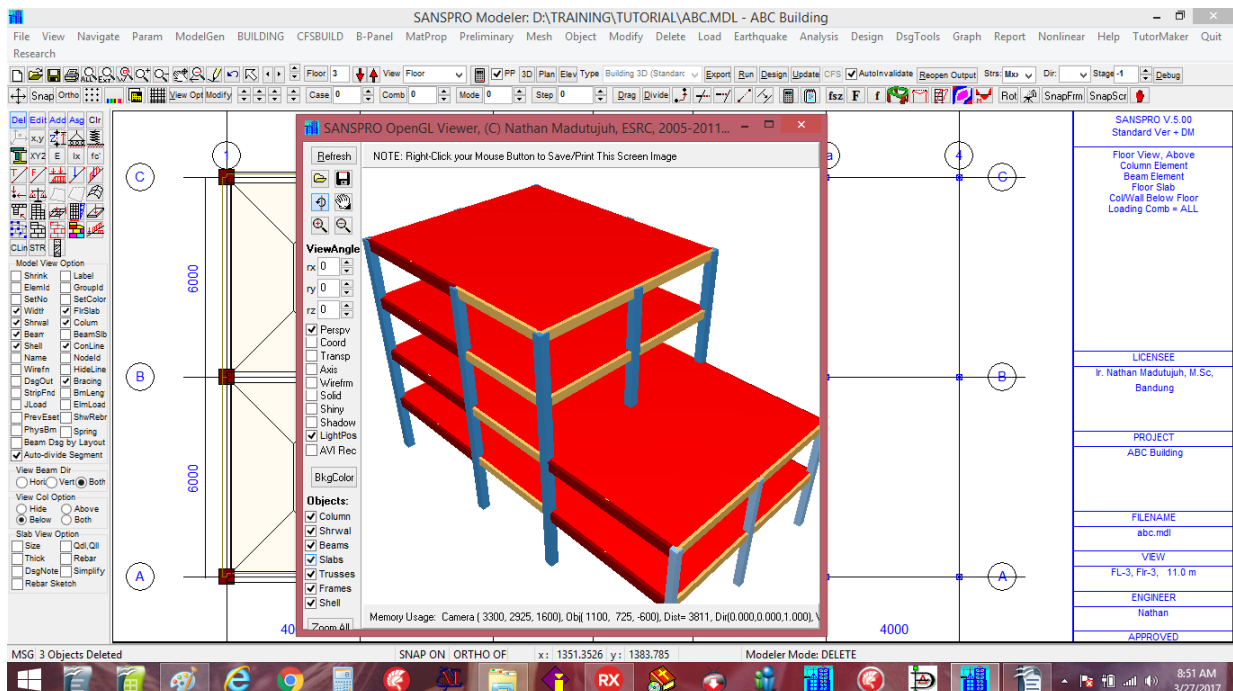 SANSPRO Modeler: D:\TRAINING\TUTORIAL\ABC.MDL - ABC Building
File View Navigate Param ModelGen BUILDING CFSBUILD B-Panel MatProp Preliminary Mesh Object Modify Delete Load Earthquake Analysis Design DsgTools Graph Report Nonlinear Help TutorMaker Quit
Research
Floor 3 View Floor PP 3D Plan Elev Type Building 3D (Standarc Export Run Design Update CFS AutoInvalidate Reopen Output Strs: Mxx Dir: Stage -1 Debug
Snap Ortho View Opt Modify Case 0 Comb 0 Mode 0 Step 0 Drag Divide fsz F f Rot SnapFrm SnapScr
Del Edit Add Asg Clr
x,y
XY2 E Ix fc'
CLin STR
Model View Option
Shrink Label
ElemId GroupId
SetNo SetColor
Width FlrSlab
Shrwal Colum
Beam BeamSlb
Shell ConLine
Name NodeId
Wirefn HideLine
DsgOut Bracing
StripFnd BmLeng
JLoad ElmLoad
PrevEset ShwRebr
PhysBm Spring
Beam Dsg by Layout
Auto-divide Segment
View Beam Dir
Hori Vert Both
View Col Option
Hide Above
Below Both
Slab View Option
Size Qdl,Qll
Thick Rebar
DsgNote Simplify
Rebar Sketch
1
a
4
C
B
A
6000
6000
40
4000
C
B
A
SANSPRO OpenGL Viewer, (C) Nathan Madutujuh, ESRC, 2005-2011...
Refresh
NOTE: Right-Click your Mouse Button to Save/Print This Screen Image
ViewAngle
rx 0
ry 0
rz 0
Perspv
Coord
Transp
Axis
Wirefrm
Solid
Shiny
Shadow
LightPos
AVI Rec
BkgColor
Objects:
Column
Shrwal
Beams
Slabs
Trusses
Frames
Shell
Zoom All
Memory Usage: Camera ( 3300, 2925, 1600), Obj( 1100, 725, -600), Dist= 3811, Dir(0.000,0.000,1.000), \
SANSPRO V.5.00
Standard Ver + DM
Floor View, Above
Column Element
Beam Element
Floor Slab
Col/Wall Below Floor
Loading Comb = ALL
LICENSEE
Ir. Nathan Madutujuh, M.Sc,
Bandung
PROJECT
ABC Building
FILENAME
abc.mdl
VIEW
FL-3, Flr-3, 11.0 m
ENGINEER
Nathan
APPROVED
MSG 3 Objects Deleted SNAP ON ORTHO OF x : 1351.3526 y : 1383.785 Modeler Mode: DELETE
RX
8:51 AM
3/27/2017